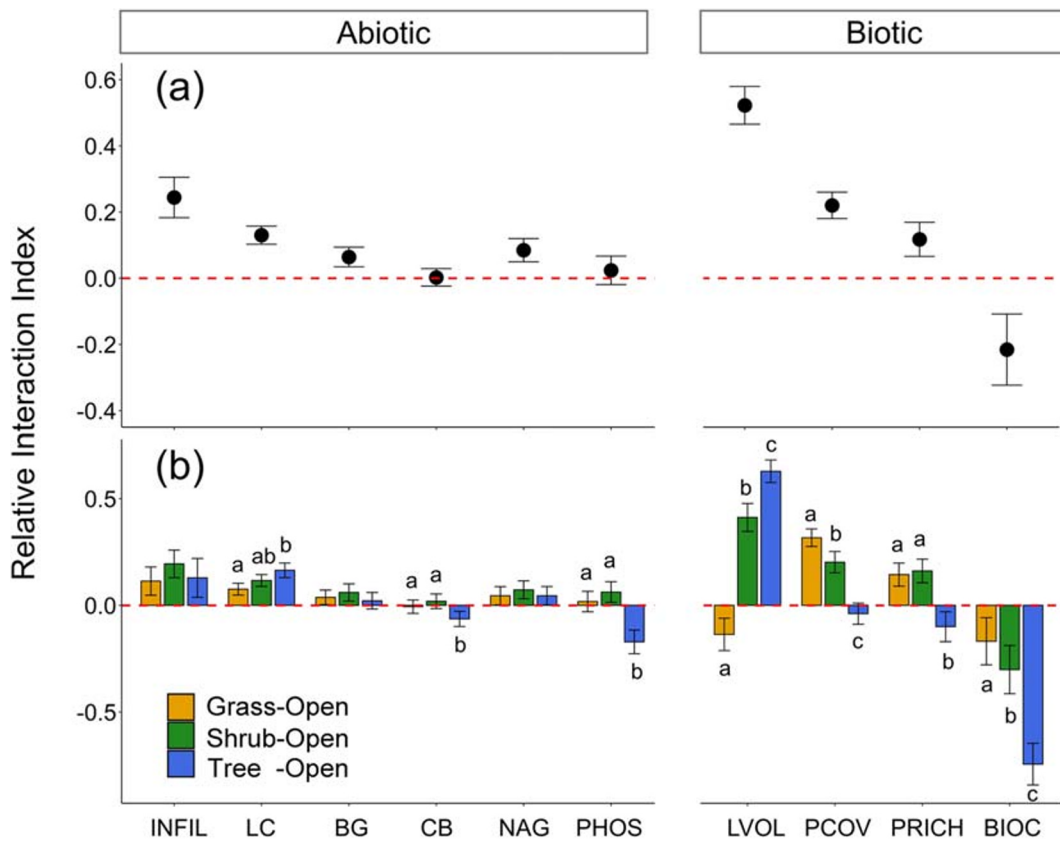 Abiotic Biotic
(a)
0.6
0.4
0.2
0.0
-0.2
-0.4
Relative Interaction Index
(b)
0.5
0.0
-0.5
a ab b
a a b
a a b
a b c
a b c
a a b
a b c
Grass-Open
Shrub-Open
Tree -Open
INFIL LC BG CB NAG PHOS LVOL PCOV PRICH BIOC